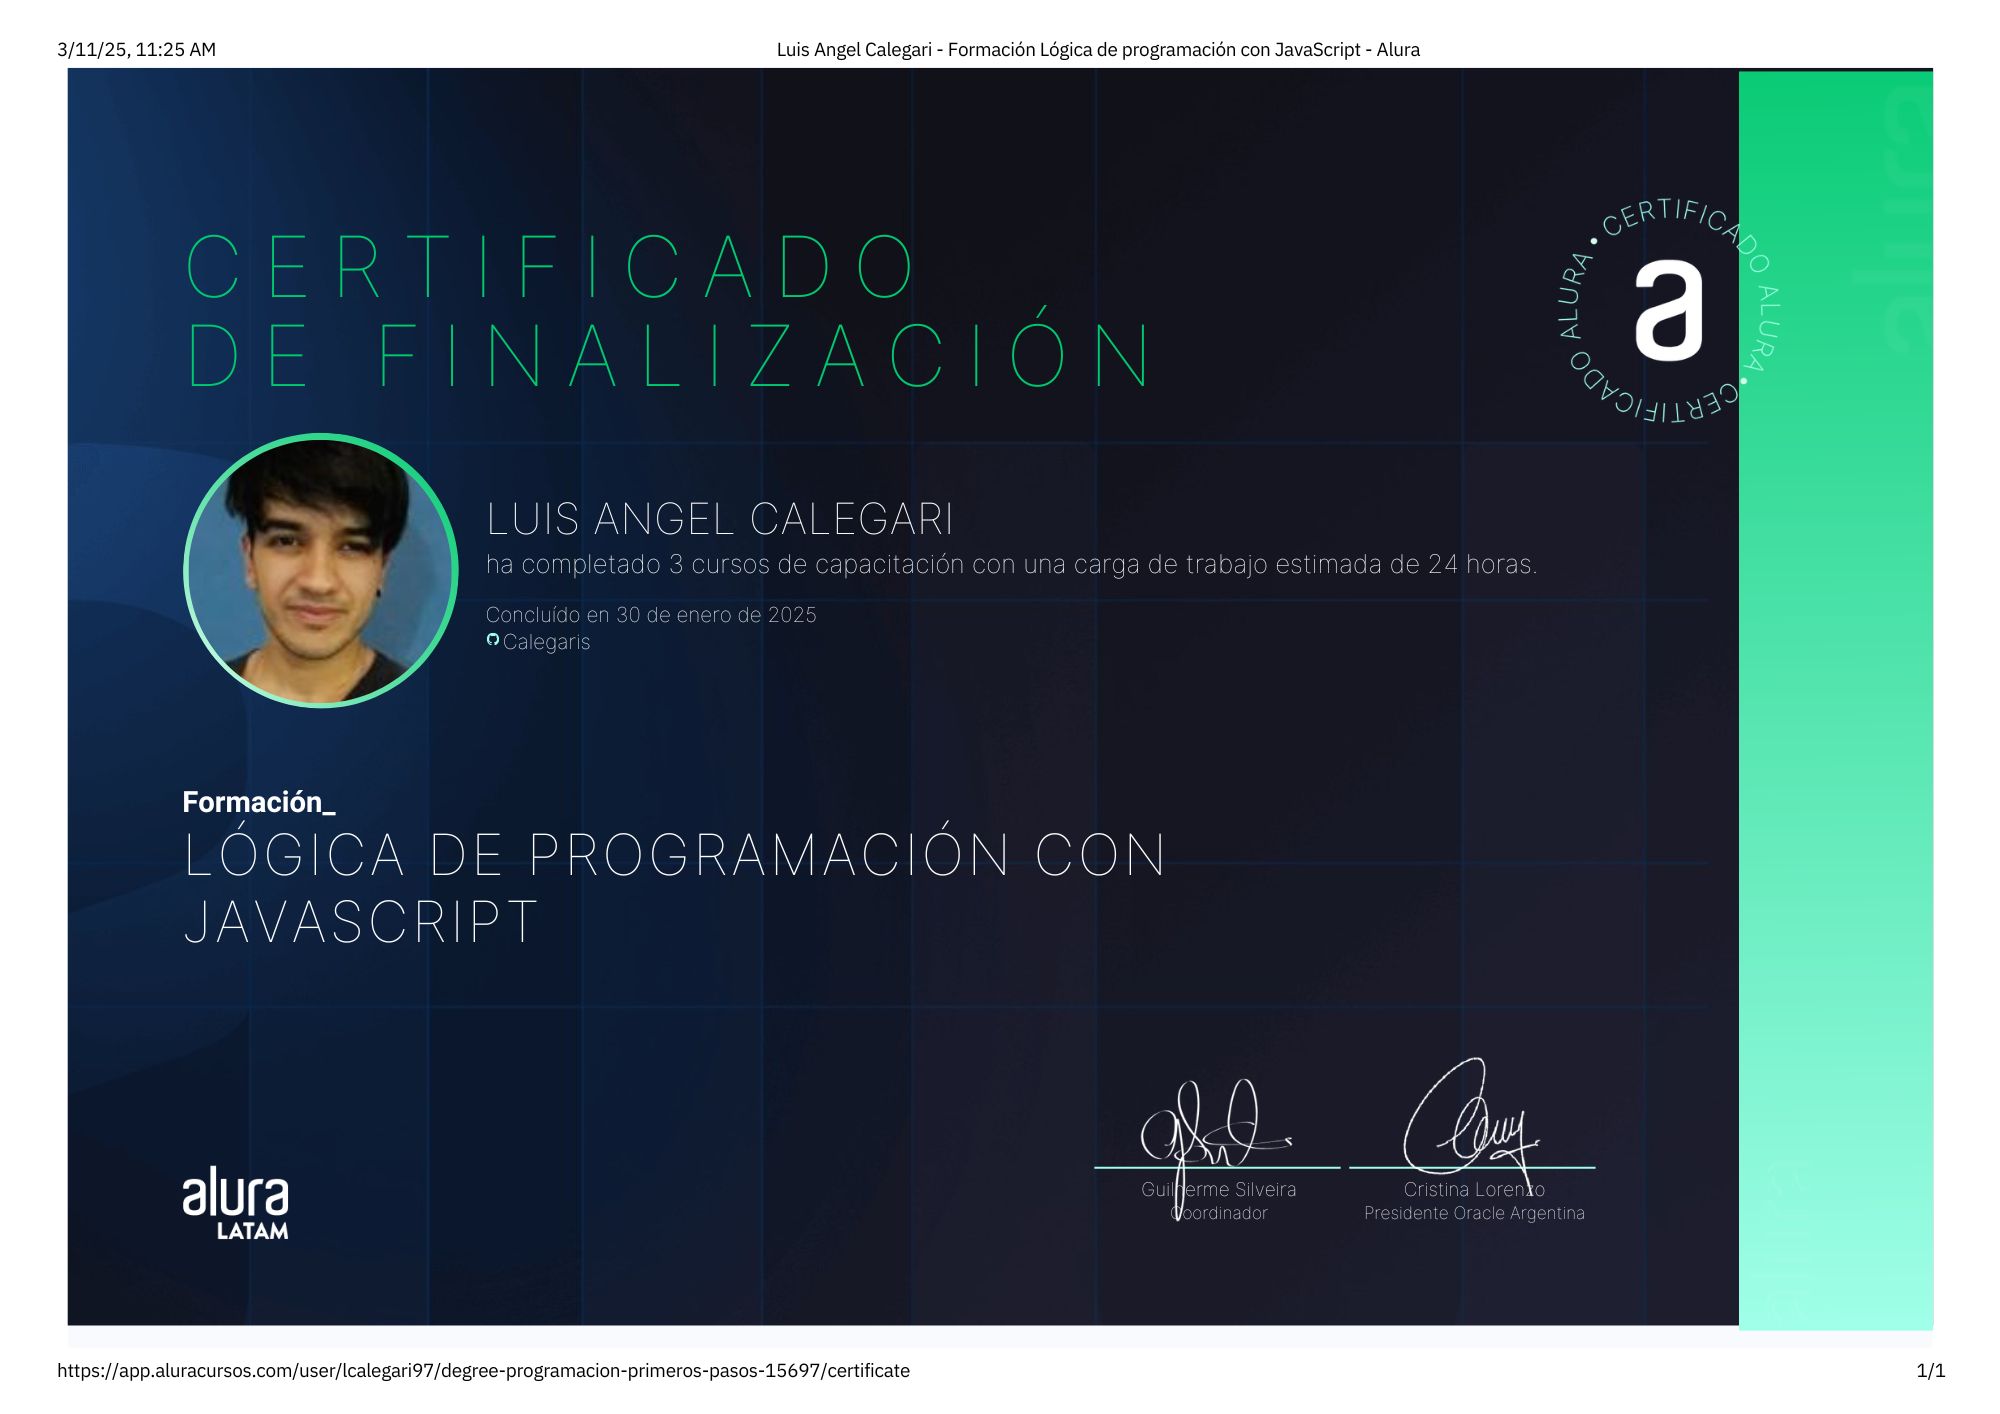 3/11/25, 11:25 AM
Luis Angel Calegari - Formación Lógica de programación con JavaScript - Alura
CERTIFICADO
DE FINALIZACIÓN
CERTIFICADO ALURA • CERTIFICADO ALURA •
a
LUIS ANGEL CALEGARI
ha completado 3 cursos de capacitación con una carga de trabajo estimada de 24 horas.
Concluído en 30 de enero de 2025
Calegaris
Formación_
LÓGICA DE PROGRAMACIÓN CON
JAVASCRIPT
alura
LATAM
Guilherme Silveira
Coordinador
Cristina Lorenzo
Presidente Oracle Argentina
alura
alura
https://app.aluracursos.com/user/lcalegari97/degree-programacion-primeros-pasos-15697/certificate
1/1